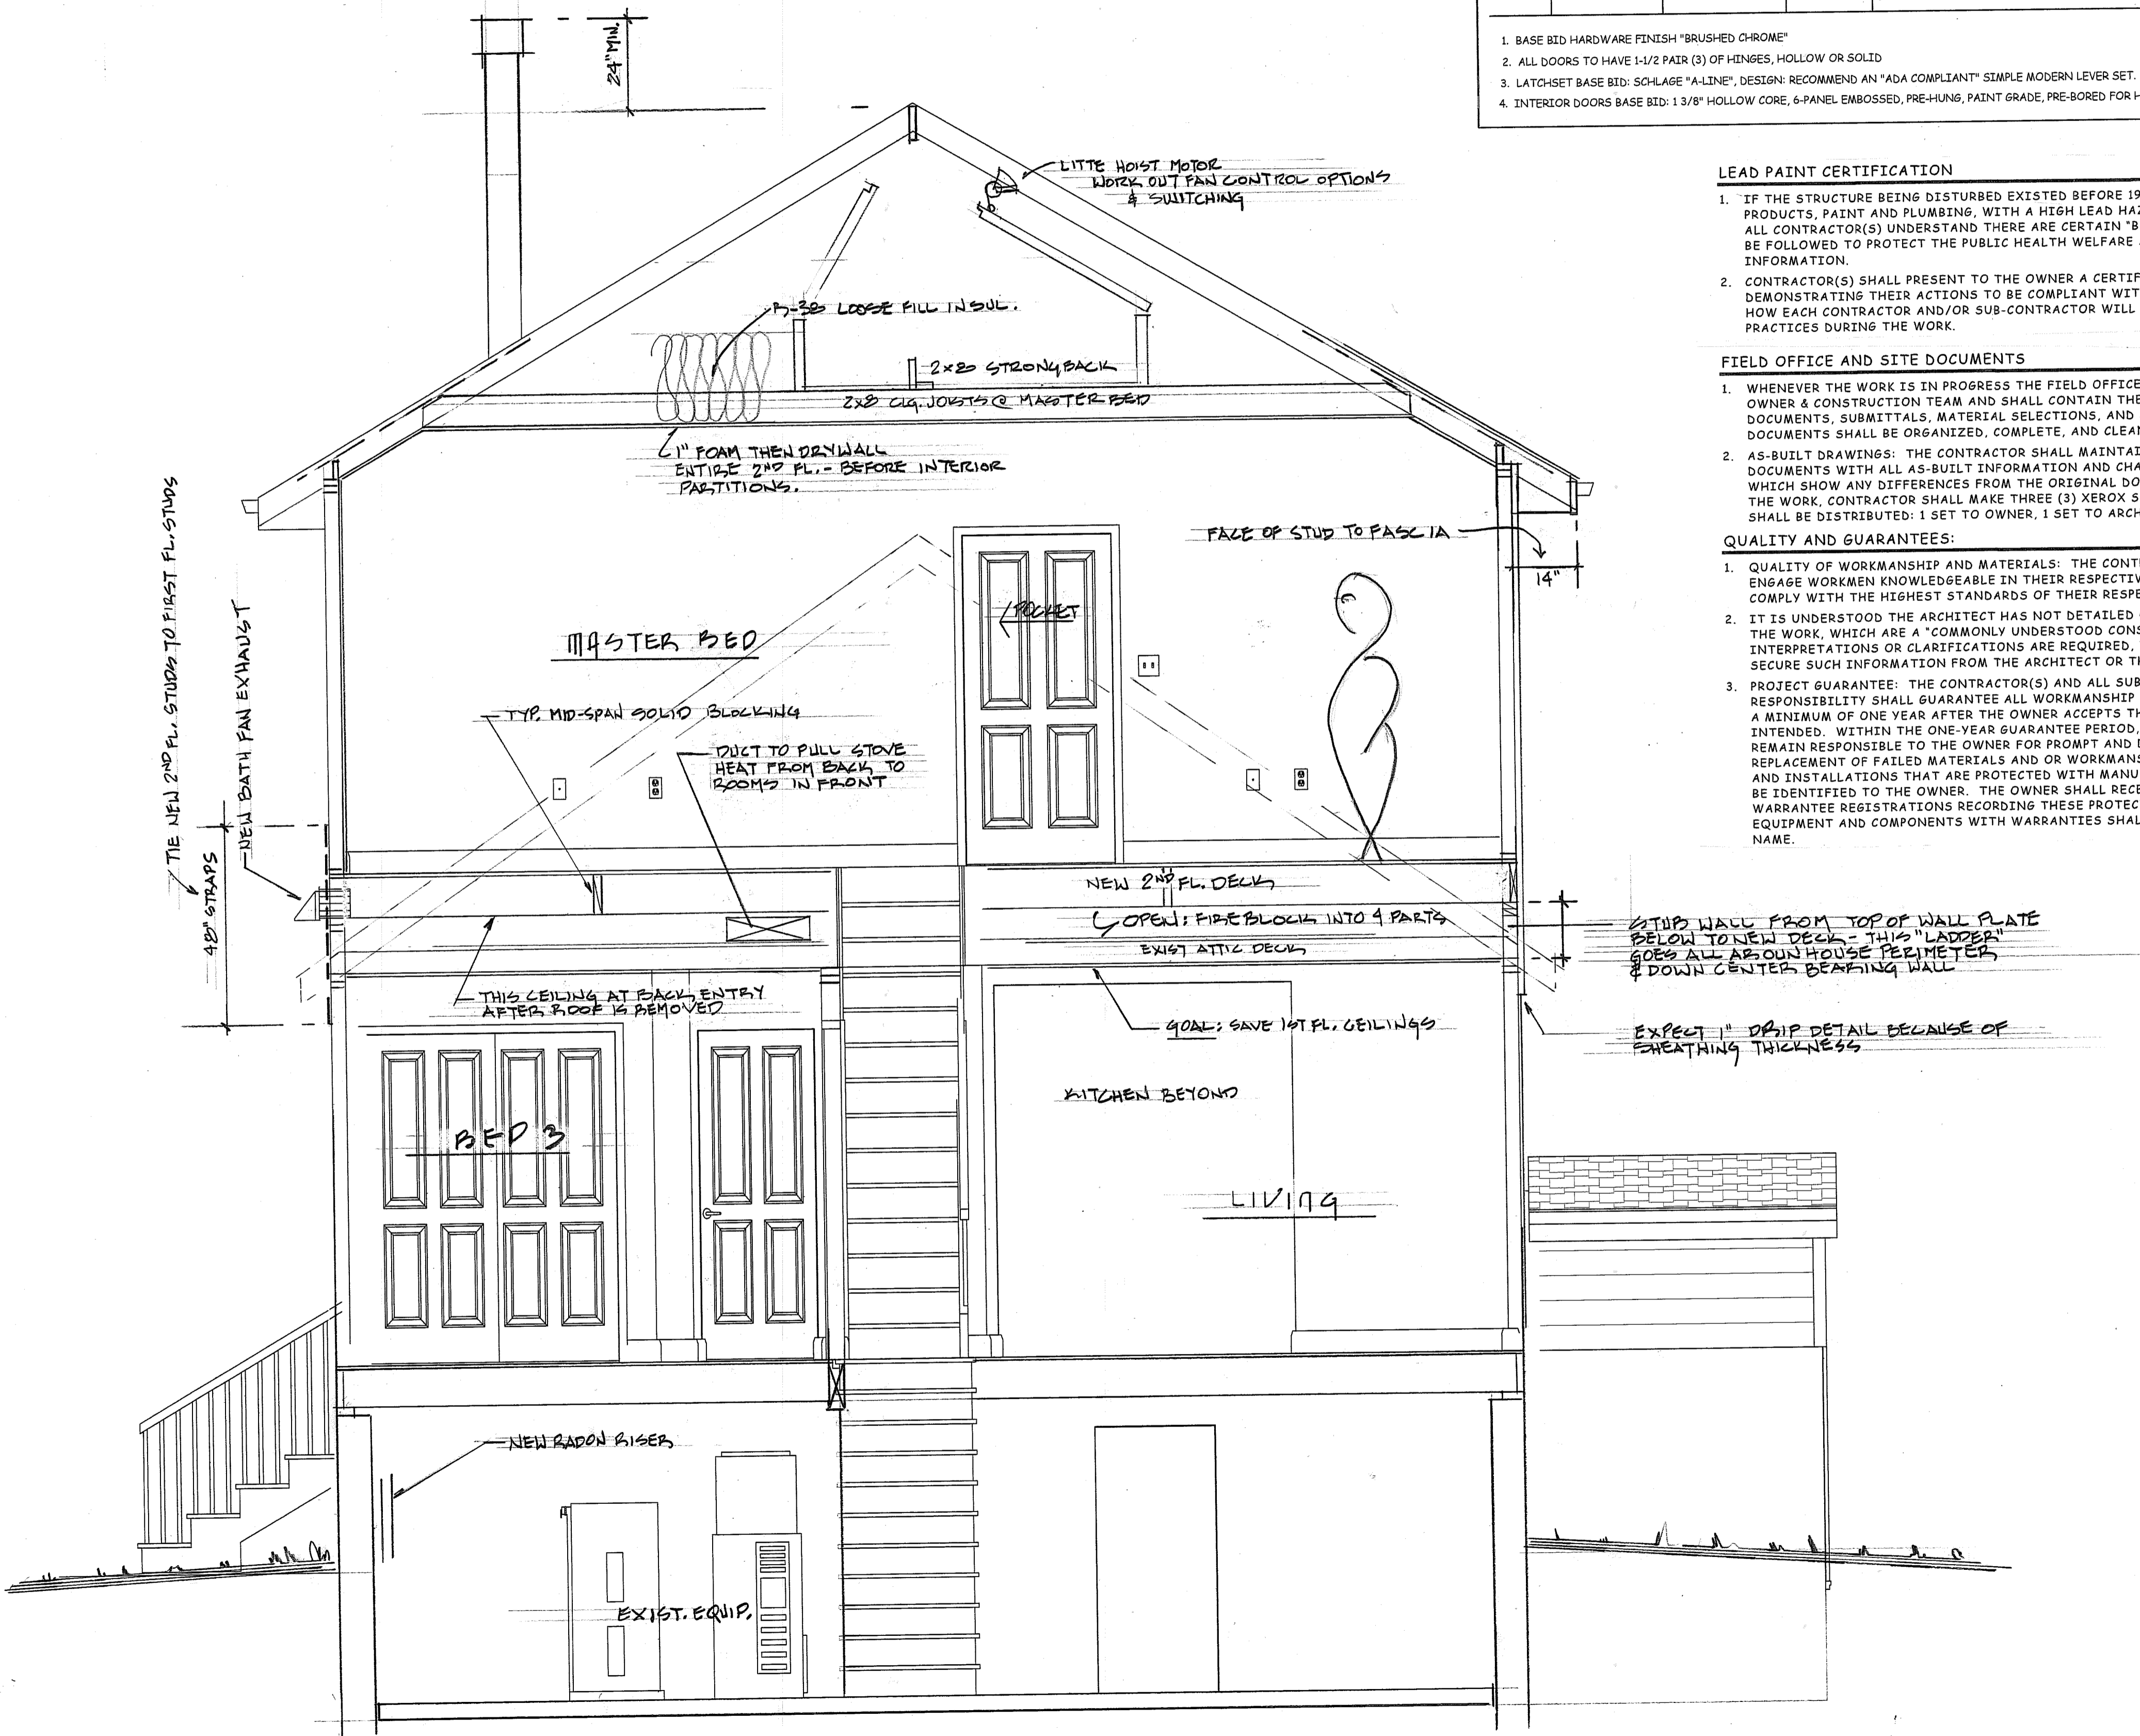 1. BASE BID HARDWARE FINISH "BRUSHED CHROME"
2. ALL DOORS TO HAVE 1-1/2 PAIR (3) OF HINGES, HOLLOW OR SOLID
3. LATCHSET BASE BID: SCHLAGE "A-LINE", DESIGN: RECOMMEND AN "ADA COMPLIANT" SIMPLE MODERN LEVER SET.
4. INTERIOR DOORS BASE BID: 1 3/8" HOLLOW CORE, 6-PANEL EMBOSSED, PRE-HUNG, PAINT GRADE, PRE-BORED FOR H
24" MIN.
LITTE HOIST MOTOR
WORK OUT FAN CONTROL OPTIONS
& SWITCHING
R-38 LOOSE FILL INSUL.
2x8 STRONGBACK
2x8 CLG. JOISTS @ MASTER BED
1" FOAM THEN DRYWALL
ENTIRE 2ND FL. - BEFORE INTERIOR
PARTITIONS.
FACE OF STUD TO FASCIA
14"
POCKET
MASTER BED
TYP. MID-SPAN SOLID BLOCKING
DUCT TO PULL STOVE
HEAT FROM BACK TO
ROOMS IN FRONT
TIE NEW 2ND FL. STUDS TO FIRST FL. STUDS
48" STRAPS
NEW BATH FAN EXHAUST
NEW 2ND FL. DECK
OPEN: FIREBLOCK INTO 4 PARTS
EXIST ATTIC DECK
STUB WALL FROM TOP OF WALL PLATE
BELOW TO NEW DECK - THIS "LADDER"
GOES ALL AROUN HOUSE PERIMETER
& DOWN CENTER BEARING WALL
THIS CEILING AT BACK ENTRY
AFTER ROOF IS REMOVED
GOAL: SAVE 1ST FL. CEILINGS
EXPECT 1" DRIP DETAIL BECAUSE OF
SHEATHING THICKNESS
KITCHEN BEYOND
BED 3
LIVING
NEW RADON RISER
EXIST. EQUIP.
LEAD PAINT CERTIFICATION
1. IF THE STRUCTURE BEING DISTURBED EXISTED BEFORE 19
PRODUCTS, PAINT AND PLUMBING, WITH A HIGH LEAD HAZ
ALL CONTRACTOR(S) UNDERSTAND THERE ARE CERTAIN "B
BE FOLLOWED TO PROTECT THE PUBLIC HEALTH WELFARE
INFORMATION.
2. CONTRACTOR(S) SHALL PRESENT TO THE OWNER A CERTIF
DEMONSTRATING THEIR ACTIONS TO BE COMPLIANT WIT
HOW EACH CONTRACTOR AND/OR SUB-CONTRACTOR WILL
PRACTICES DURING THE WORK.
FIELD OFFICE AND SITE DOCUMENTS
1. WHENEVER THE WORK IS IN PROGRESS THE FIELD OFFICE
OWNER & CONSTRUCTION TEAM AND SHALL CONTAIN THE
DOCUMENTS, SUBMITTALS, MATERIAL SELECTIONS, AND
DOCUMENTS SHALL BE ORGANIZED, COMPLETE, AND CLEAN
2. AS-BUILT DRAWINGS: THE CONTRACTOR SHALL MAINTAI
DOCUMENTS WITH ALL AS-BUILT INFORMATION AND CHA
WHICH SHOW ANY DIFFERENCES FROM THE ORIGINAL DO
THE WORK, CONTRACTOR SHALL MAKE THREE (3) XEROX S
SHALL BE DISTRIBUTED: 1 SET TO OWNER, 1 SET TO ARCH
QUALITY AND GUARANTEES:
1. QUALITY OF WORKMANSHIP AND MATERIALS: THE CONT
ENGAGE WORKMEN KNOWLEDGEABLE IN THEIR RESPECTIV
COMPLY WITH THE HIGHEST STANDARDS OF THEIR RESPE
2. IT IS UNDERSTOOD THE ARCHITECT HAS NOT DETAILED
THE WORK, WHICH ARE A "COMMONLY UNDERSTOOD CONS
INTERPRETATIONS OR CLARIFICATIONS ARE REQUIRED,
SECURE SUCH INFORMATION FROM THE ARCHITECT OR TH
3. PROJECT GUARANTEE: THE CONTRACTOR(S) AND ALL SUB
RESPONSIBILITY SHALL GUARANTEE ALL WORKMANSHIP
A MINIMUM OF ONE YEAR AFTER THE OWNER ACCEPTS TH
INTENDED. WITHIN THE ONE-YEAR GUARANTEE PERIOD,
REMAIN RESPONSIBLE TO THE OWNER FOR PROMPT AND D
REPLACEMENT OF FAILED MATERIALS AND OR WORKMANS
AND INSTALLATIONS THAT ARE PROTECTED WITH MANU
BE IDENTIFIED TO THE OWNER. THE OWNER SHALL RECE
WARRANTEE REGISTRATIONS RECORDING THESE PROTEC
EQUIPMENT AND COMPONENTS WITH WARRANTIES SHAL
NAME.